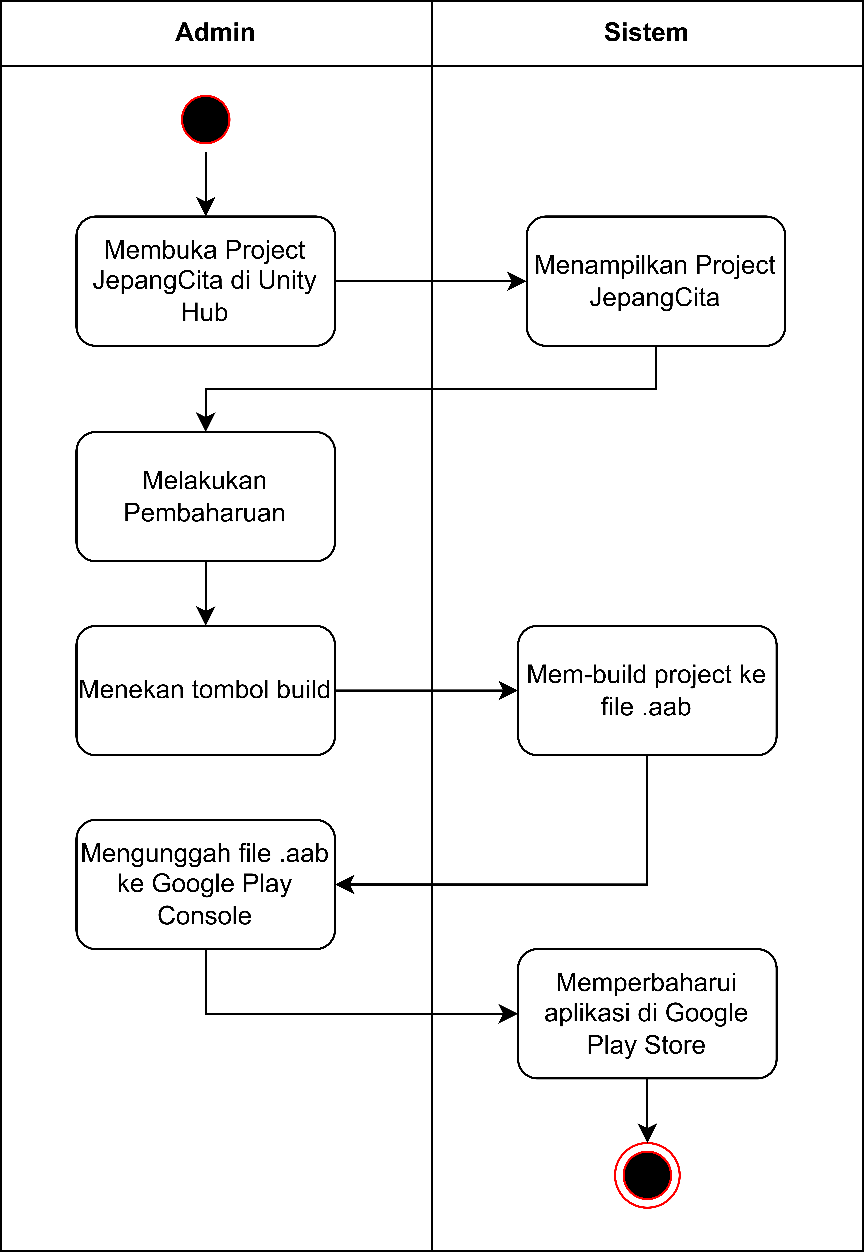 Admin
Sistem
Membuka Project
JepangCita di Unity
Hub
Menampilkan Project
JepangCita
Melakukan
Pembaharuan
Menekan tombol build
Mem-build project ke
file .aab
Mengunggah file .aab
ke Google Play
Console
Memperbaharui
aplikasi di Google
Play Store